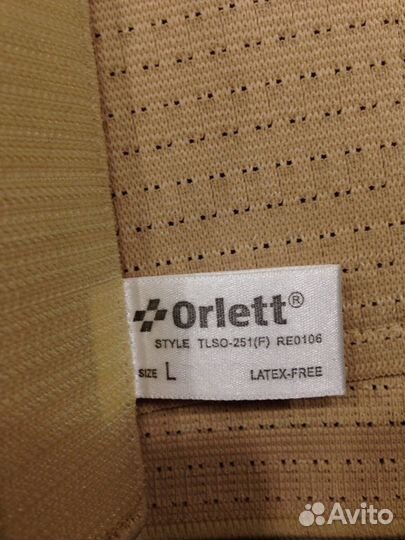 Orlett®
STYLE TLSO-251(F) RE0106
SIZE L LATEX-FREE
Avito